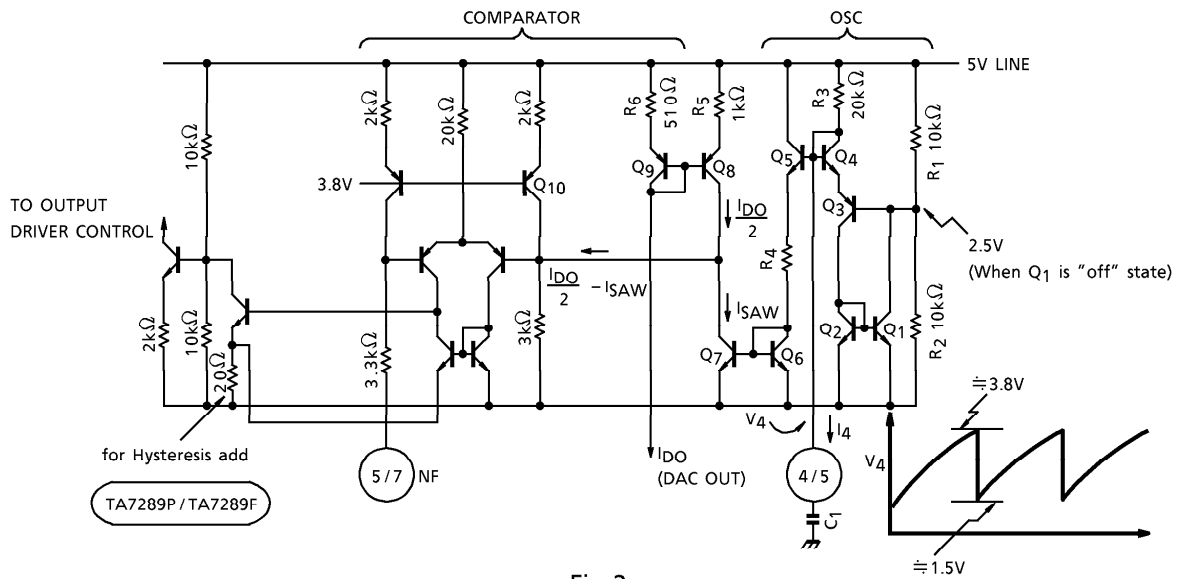 COMPARATOR
OSC
5V LINE
10kΩ
2kΩ
20kΩ
2kΩ
R6
510Ω
R5
1kΩ
R3
20kΩ
R1 10kΩ
Q9
Q8
Q5
Q4
3.8V
Q10
TO OUTPUT
DRIVER CONTROL
IDO
2
Q3
2.5V
(When Q1 is "off" state)
IDO
2
– ISAW
R4
ISAW
2kΩ
10kΩ
20Ω
3.3kΩ
3kΩ
Q7
Q6
Q2
Q1
R2 10kΩ
≒3.8V
V4
I4
V4
for Hysteresis add
5 / 7
NF
IDO
(DAC OUT)
4 / 5
TA7289P / TA7289F
C1
≒1.5V